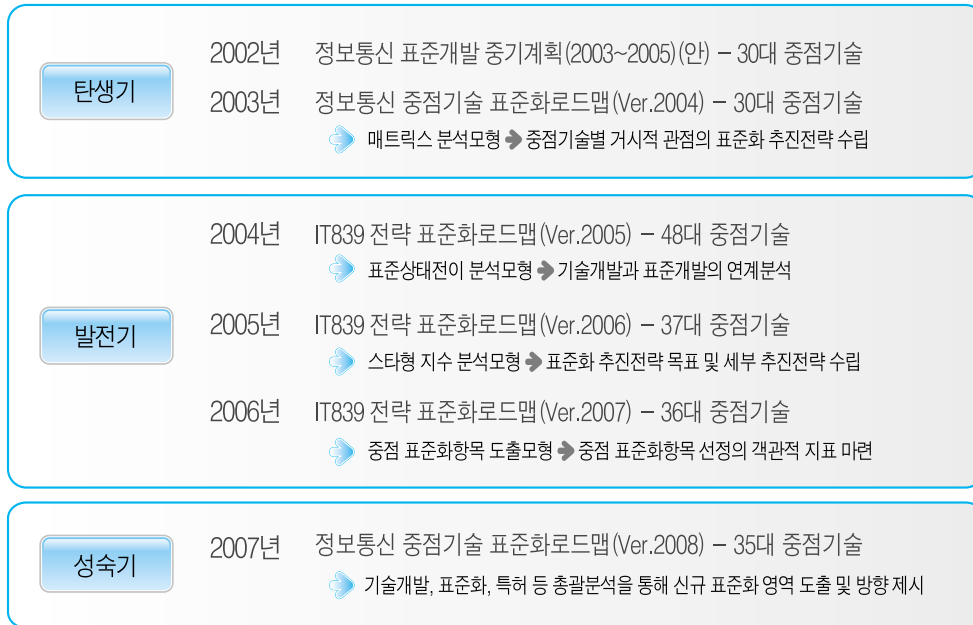 탄생기
2002년 정보통신 표준개발 중기계획(2003~2005)(안) – 30대 중점기술
2003년 정보통신 중점기술 표준화로드맵(Ver.2004) – 30대 중점기술
매트릭스 분석모형 → 중점기술별 거시적 관점의 표준화 추진전략 수립
발전기
2004년 IT839 전략 표준화로드맵(Ver.2005) – 48대 중점기술
표준상태전이 분석모형 → 기술개발과 표준개발의 연계분석
2005년 IT839 전략 표준화로드맵(Ver.2006) – 37대 중점기술
스타형 지수 분석모형 → 표준화 추진전략 목표 및 세부 추진전략 수립
2006년 IT839 전략 표준화로드맵(Ver.2007) – 36대 중점기술
중점 표준화항목 도출모형 → 중점 표준화항목 선정의 객관적 지표 마련
성숙기
2007년 정보통신 중점기술 표준화로드맵(Ver.2008) – 35대 중점기술
기술개발, 표준화, 특허 등 총괄분석을 통해 신규 표준화 영역 도출 및 방향 제시